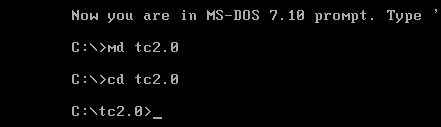 Now you are in MS-DOS 7.10 prompt. Type '
C:\>md tc2.0
C:\>cd tc2.0
C:\tc2.0>_